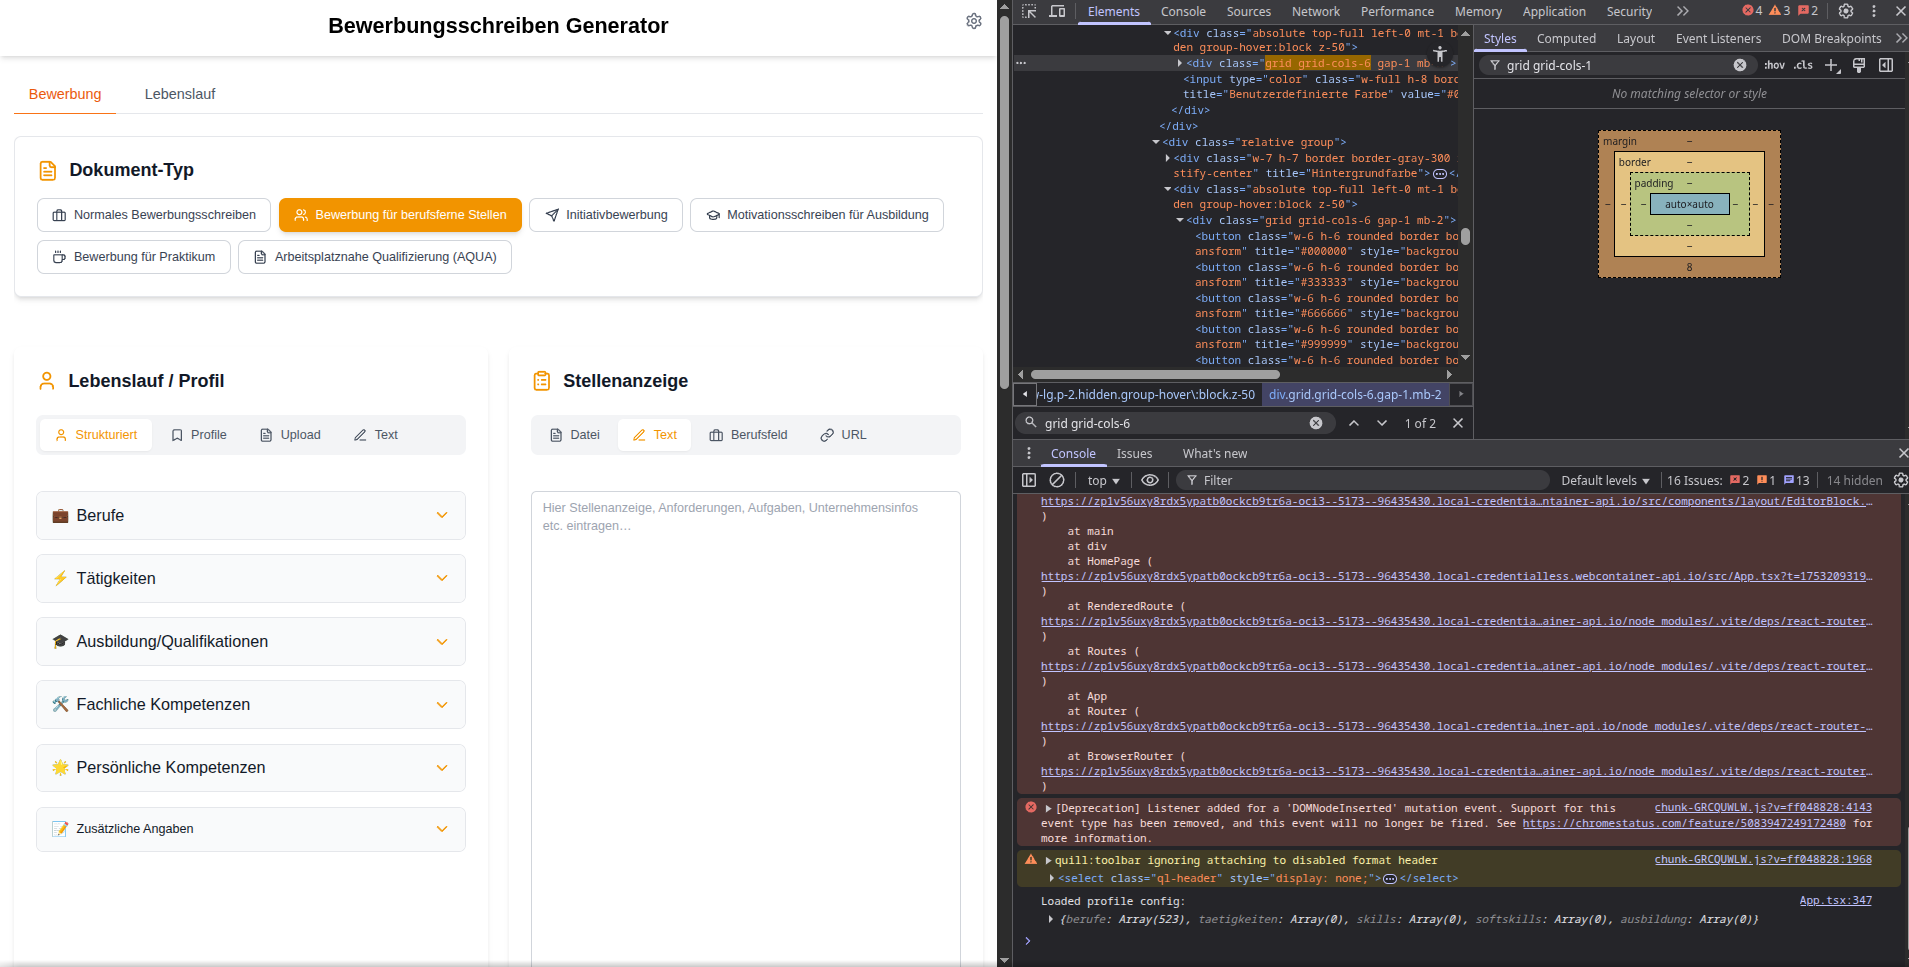 Bewerbungsschreiben Generator
Bewerbung
Lebenslauf
Dokument-Typ
Normales Bewerbungsschreiben
Bewerbung für berufsferne Stellen
Initiativbewerbung
Motivationsschreiben für Ausbildung
Bewerbung für Praktikum
Arbeitsplatznahe Qualifizierung (AQUA)
Lebenslauf / Profil
Strukturiert
Profile
Upload
Text
Berufe
Tätigkeiten
Ausbildung/Qualifikationen
Fachliche Kompetenzen
Persönliche Kompetenzen
Zusätzliche Angaben
Stellenanzeige
Datei
Text
Berufsfeld
URL
Hier Stellenanzeige, Anforderungen, Aufgaben, Unternehmensinfos
etc. eintragen…
Elements Console Sources Network Performance Memory Application Security 4 3 2
<div class="absolute top-full left-0 mt-1 b
den group-hover:block z-50">
<div class="grid grid-cols-6 gap-1 mb
<input type="color" class="w-full h-8 bor
title="Benutzerdefinierte Farbe" value="#0
</div>
</div>
<div class="relative group">
<div class="w-7 h-7 border border-gray-300
stify-center" title="Hintergrundfarbe">
<div class="absolute top-full left-0 mt-1 b
den group-hover:block z-50">
<div class="grid grid-cols-6 gap-1 mb-2">
<button class="w-6 h-6 rounded border bo
ansform" title="#000000" style="backgrou
<button class="w-6 h-6 rounded border bo
ansform" title="#333333" style="backgrou
<button class="w-6 h-6 rounded border bo
ansform" title="#666666" style="backgrou
<button class="w-6 h-6 rounded border bo
ansform" title="#999999" style="backgrou
<button class="w-6 h-6 rounded border bo
-lg.p-2.hidden.group-hover\:block.z-50 div.grid.grid-cols-6.gap-1.mb-2
grid grid-cols-6 1 of 2
Styles Computed Layout Event Listeners DOM Breakpoints
grid grid-cols-1 :hov .cls
No matching selector or style
margin –
border –
padding –
– – – auto×auto – – –
–
–
8
Console Issues What's new
top Filter Default levels 16 Issues: 2 1 13 14 hidden
https://zp1v56uxy8rdx5ypatb0ockcb9tr6a-oci3--5173--96435430.local-credentia…ntainer-api.io/src/components/layout/EditorBlock.…
)
at main
at div
at HomePage (
https://zp1v56uxy8rdx5ypatb0ockcb9tr6a-oci3--5173--96435430.local-credentialless.webcontainer-api.io/src/App.tsx?t=1753209319…
)
at RenderedRoute (
https://zp1v56uxy8rdx5ypatb0ockcb9tr6a-oci3--5173--96435430.local-credentia…ainer-api.io/node_modules/.vite/deps/react-router…
)
at Routes (
https://zp1v56uxy8rdx5ypatb0ockcb9tr6a-oci3--5173--96435430.local-credentia…ainer-api.io/node_modules/.vite/deps/react-router…
)
at App
at Router (
https://zp1v56uxy8rdx5ypatb0ockcb9tr6a-oci3--5173--96435430.local-credentia…iner-api.io/node_modules/.vite/deps/react-router-…
)
at BrowserRouter (
https://zp1v56uxy8rdx5ypatb0ockcb9tr6a-oci3--5173--96435430.local-credentia…ainer-api.io/node_modules/.vite/deps/react-router…
)
[Deprecation] Listener added for a 'DOMNodeInserted' mutation event. Support for this chunk-GRCQUWLW.js?v=ff048828:4143
event type has been removed, and this event will no longer be fired. See https://chromestatus.com/feature/5083947249172480 for
more information.
quill:toolbar ignoring attaching to disabled format header chunk-GRCQUWLW.js?v=ff048828:1968
<select class="ql-header" style="display: none;"></select>
Loaded profile config: App.tsx:347
{berufe: Array(523), taetigkeiten: Array(0), skills: Array(0), softskills: Array(0), ausbildung: Array(0)}